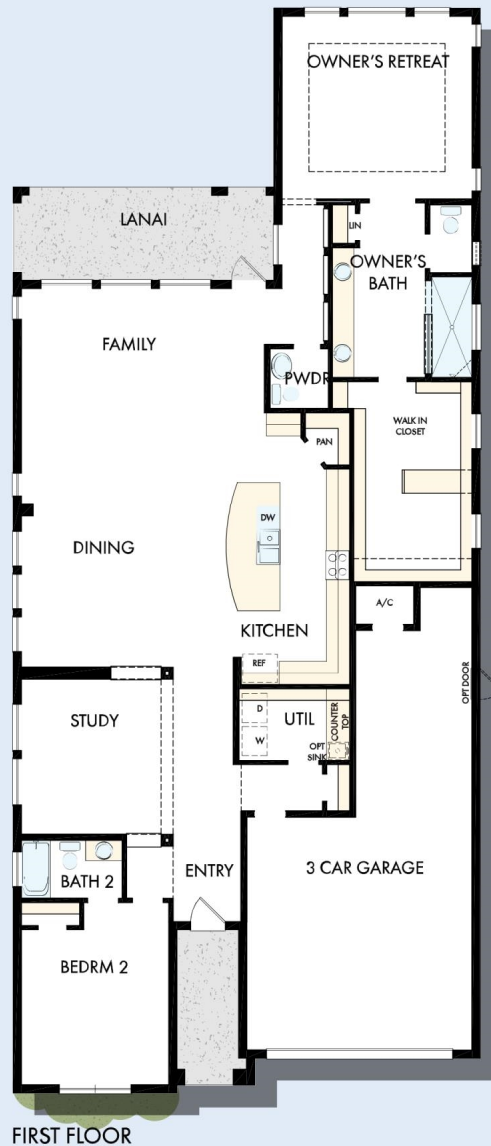 OWNER'S RETREAT
LANAI
LIN
OWNER'S
BATH
FAMILY
PWDR
WALK IN
CLOSET
PAN
DW
DINING
A/C
KITCHEN
REF
OPT DOOR
STUDY
D
UTIL
COUNTER
TOP
W
OPT
SINK
3 CAR GARAGE
ENTRY
BATH 2
BEDRM 2
FIRST FLOOR